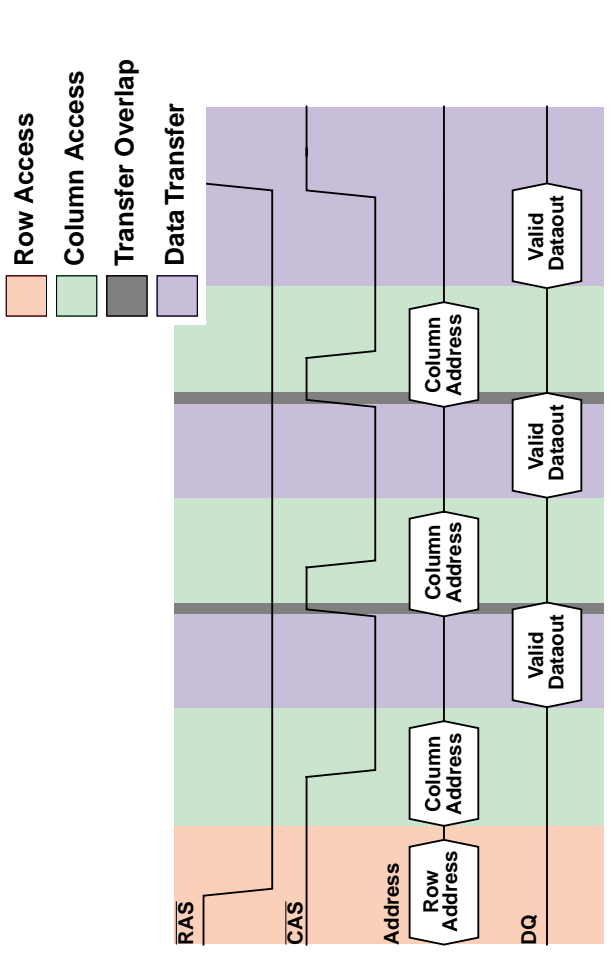 Row Access
Column Access
Transfer Overlap
Data Transfer
RAS
CAS
Address
Row
Address
Column
Address
Column
Address
Column
Address
DQ
Valid
Dataout
Valid
Dataout
Valid
Dataout